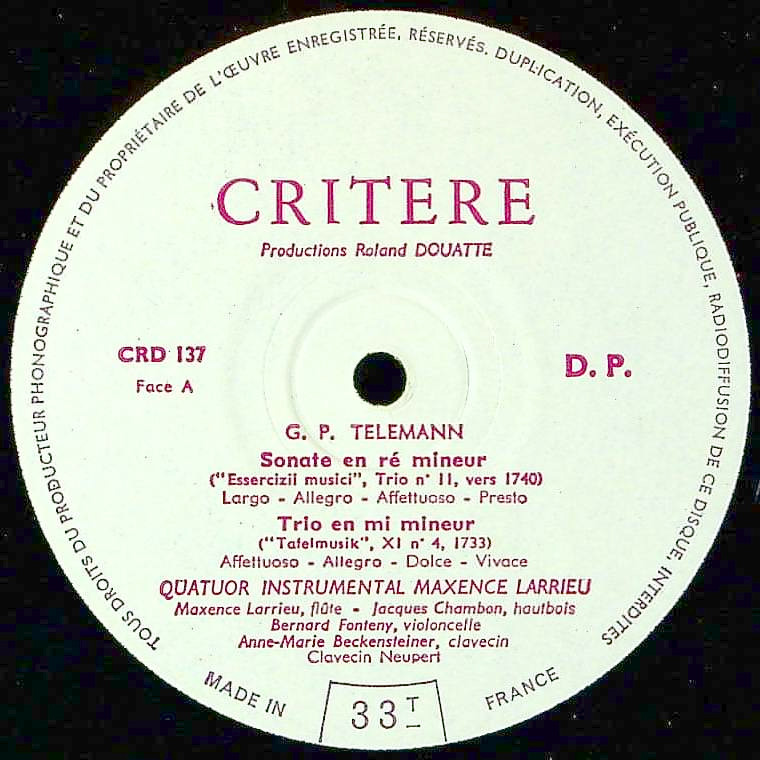 TOUS DROITS DU PRODUCTEUR PHONOGRAPHIQUE ET DU PROPRIÉTAIRE DE L'ŒUVRE ENREGISTRÉE, RÉSERVÉS. DUPLICATION, EXÉCUTION PUBLIQUE, RADIODIFFUSION DE CE DISQUE, INTERDITES
CRITERE
Productions Roland DOUATTE
CRD 137
Face A
D. P.
G. P. TELEMANN
Sonate en ré mineur
("Essercizii musici", Trio n° 11, vers 1740)
Largo - Allegro - Affettuoso - Presto
Trio en mi mineur
("Tafelmusik", XI n° 4, 1733)
Affettuoso - Allegro - Dolce - Vivace
QUATUOR INSTRUMENTAL MAXENCE LARRIEU
Maxence Larrieu, flûte - Jacques Chambon, hautbois
Bernard Fonteny, violoncelle
Anne-Marie Beckensteiner, clavecin
Clavecin Neupert
MADE IN FRANCE
33 T